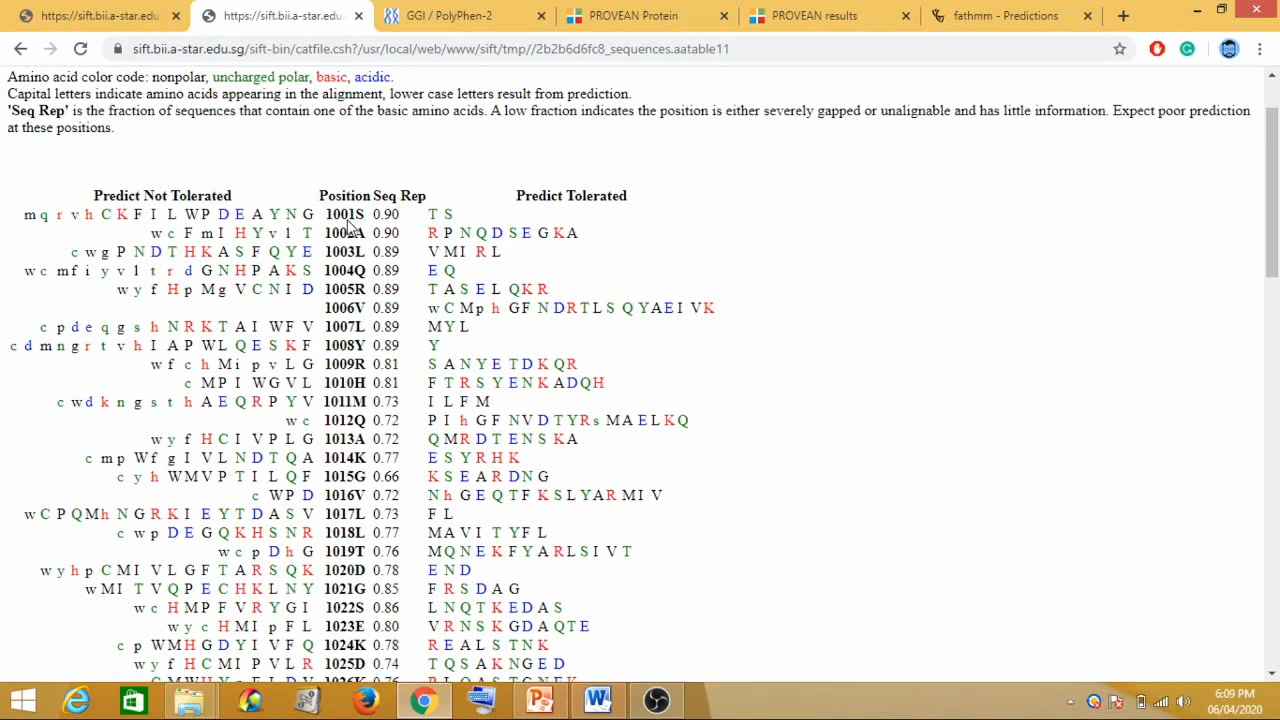 https://sift.bii.a-star.edu
https://sift.bii.a-star.edu
GGI / PolyPhen-2
PROVEAN Protein
PROVEAN results
fathmm - Predictions
sift.bii.a-star.edu.sg/sift-bin/catfile.csh?/usr/local/web/www/sift/tmp//2b2b6d6fc8_sequences.aatable11
Amino acid color code: nonpolar, uncharged polar, basic, acidic.
Capital letters indicate amino acids appearing in the alignment, lower case letters result from prediction.
'Seq Rep' is the fraction of sequences that contain one of the basic amino acids. A low fraction indicates the position is either severely gapped or unalignable and has little information. Expect poor prediction
at these positions.
Predict Not Tolerated Position Seq Rep Predict Tolerated
m q r v h C K F I L W P D E A Y N G 1001S 0.90 T S
w c F m I H Y v l T 1002A 0.90 R P N Q D S E G K A
c w g P N D T H K A S F Q Y E 1003L 0.89 V M I R L
w c m f i y v l t r d G N H P A K S 1004Q 0.89 E Q
w y f H p M g V C N I D 1005R 0.89 T A S E L Q K R
1006V 0.89 w C M p h G F N D R T L S Q Y A E I V K
c p d e q g s h N R K T A I W F V 1007L 0.89 M Y L
c d m n g r t v h I A P W L Q E S K F 1008Y 0.89 Y
w f c h M i p v L G 1009R 0.81 S A N Y E T D K Q R
c M P I W G V L 1010H 0.81 F T R S Y E N K A D Q H
c w d k n g s t h A E Q R P Y V 1011M 0.73 I L F M
w c 1012Q 0.72 P I h G F N V D T Y R s M A E L K Q
w y f H C I V P L G 1013A 0.72 Q M R D T E N S K A
c m p W f g I V L N D T Q A 1014K 0.77 E S Y R H K
c y h W M V P T I L Q F 1015G 0.66 K S E A R D N G
c W P D 1016V 0.72 N h G E Q T F K S L Y A R M I V
w C P Q M h N G R K I E Y T D A S V 1017L 0.73 F L
c w p D E G Q K H S N R 1018L 0.77 M A V I T Y F L
w c p D h G 1019T 0.76 M Q N E K F Y A R L S I V T
w y h p C M I V L G F T A R S Q K 1020D 0.78 E N D
w M I T V Q P E C H K L N Y 1021G 0.85 F R S D A G
w c H M P F V R Y G I 1022S 0.86 L N Q T K E D A S
w y c H M I p F L 1023E 0.80 V R N S K G D A Q T E
c p W M H G D Y I V F Q 1024K 0.78 R E A L S T N K
w y f H C M I P V L R 1025D 0.74 T Q S A K N G E D
6:09 PM
06/04/2020